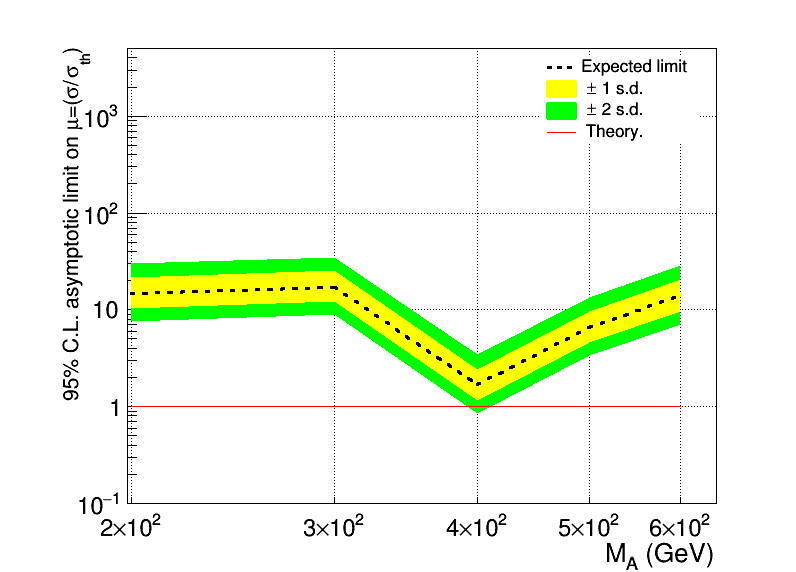 95% C.L. asymptotic limit on μ=(σ/σ_th)
Expected limit
± 1 s.d.
± 2 s.d.
Theory.
10³
10²
10
1
10⁻¹
2×10² 3×10² 4×10² 5×10² 6×10²
M_A (GeV)